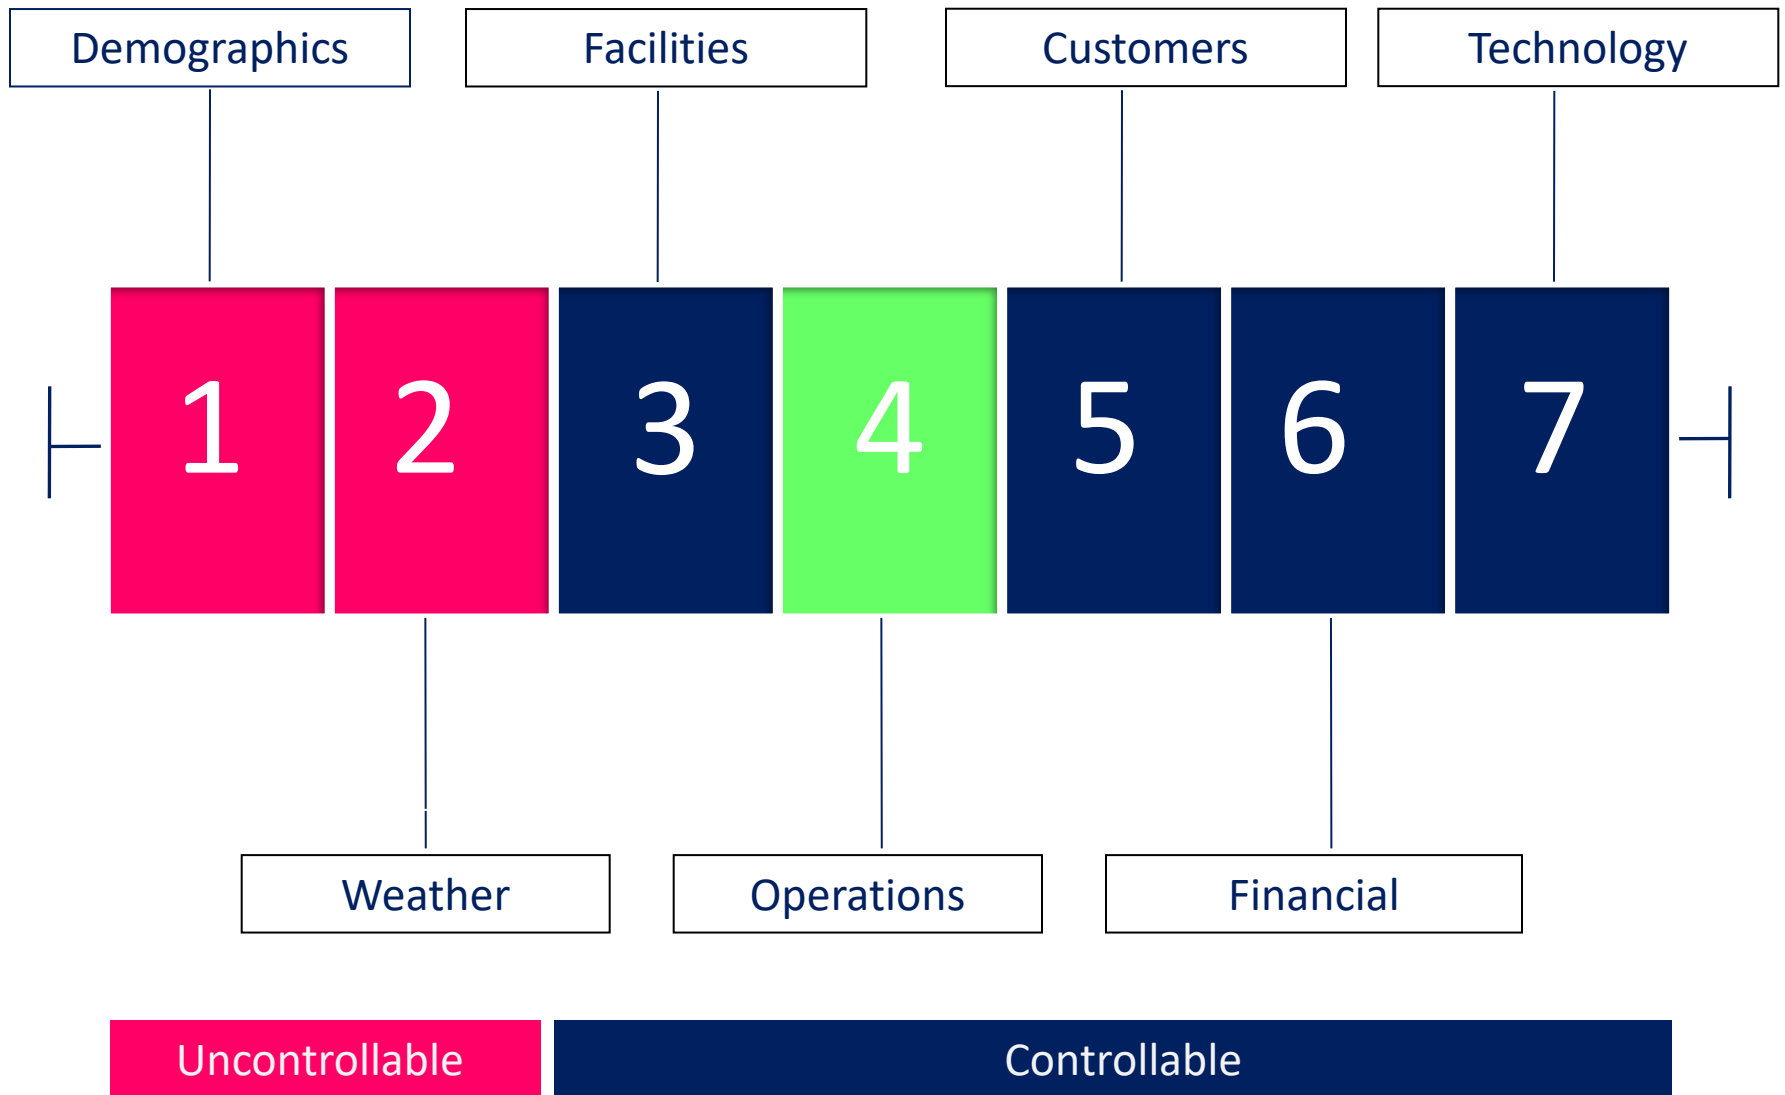 Demographics
Facilities
Customers
Technology
1
2
3
4
5
6
7
Weather
Operations
Financial
Uncontrollable
Controllable